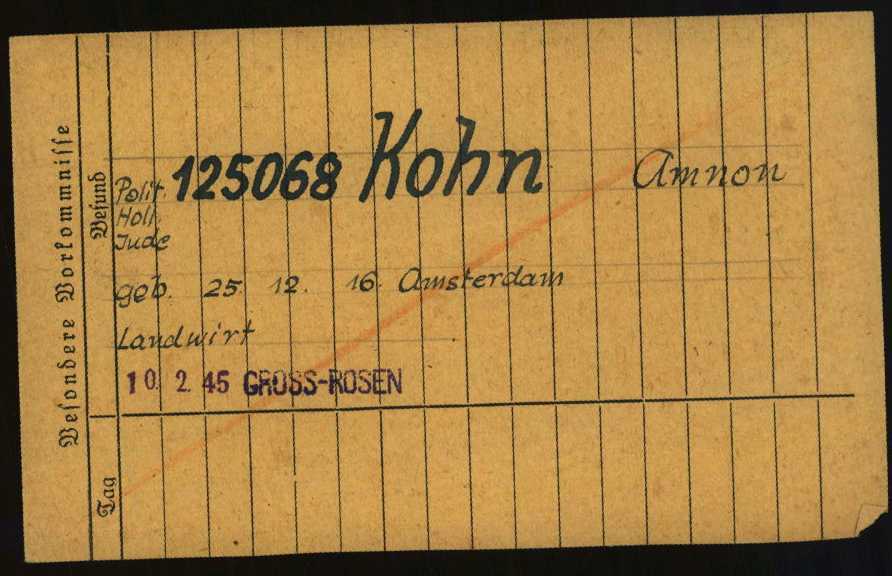 Besondere Vorkommnisse
Befund
Tag
125068 Kohn Amnon
Polit.
Holl.
Jude
geb. 25. 12. 16. Amsterdam
Landwirt
10. 2. 45 GROSS-ROSEN